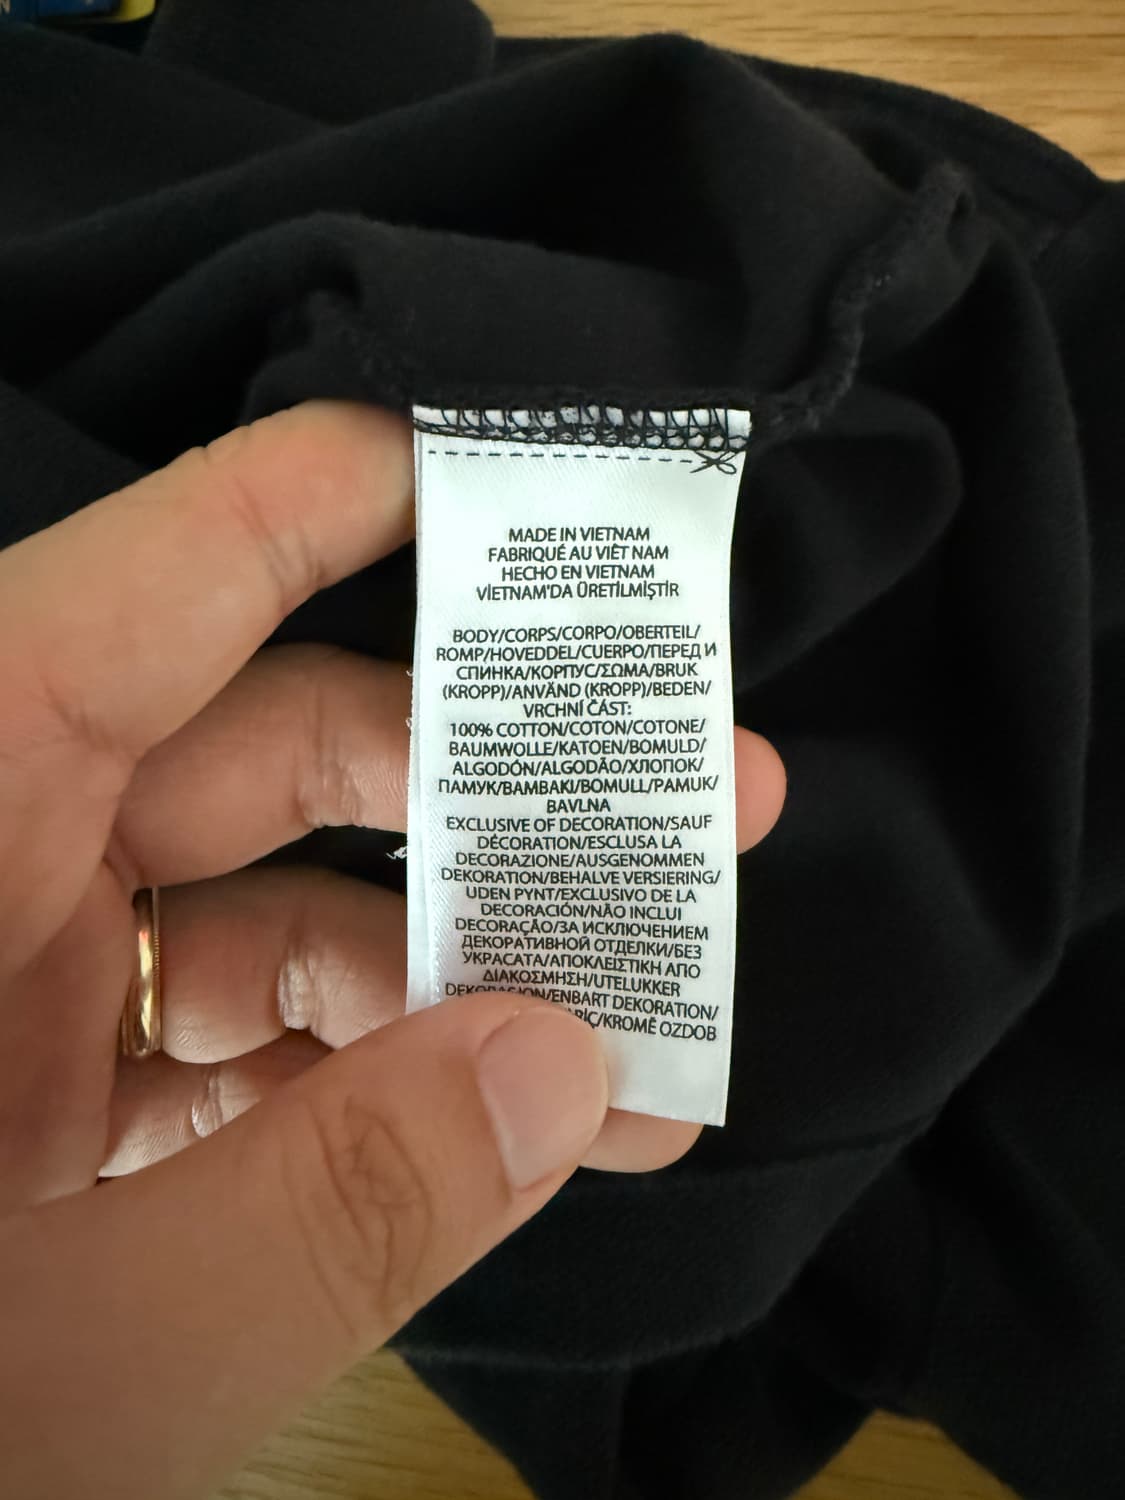 MADE IN VIETNAM
FABRIQUÉ AU VIÊT NAM
HECHO EN VIETNAM
VİETNAM'DA ÜRETİLMİŞTİR
BODY/CORPS/CORPO/OBERTEIL/
ROMP/HOVEDDEL/CUERPO/ПЕРЕД И
СПИНКА/КОРПУС/ΣΩΜΑ/BRUK
(KROPP)/ANVÄND (KROPP)/BEDEN/
VRCHNÍ ČÁST:
100% COTTON/COTON/COTONE/
BAUMWOLLE/KATOEN/BOMULD/
ALGODÓN/ALGODÃO/ХЛОПОК/
ПАМУК/ΒΑΜΒΑΚΙ/BOMULL/PAMUK/
BAVLNA
EXCLUSIVE OF DECORATION/SAUF
DÉCORATION/ESCLUSA LA
DECORAZIONE/AUSGENOMMEN
DEKORATION/BEHALVE VERSIERING/
UDEN PYNT/EXCLUSIVO DE LA
DECORACIÓN/NÃO INCLUI
DECORAÇÃO/ЗА ИСКЛЮЧЕНИЕМ
ДЕКОРАТИВНОЙ ОТДЕЛКИ/БЕЗ
УКРАСАТА/ΑΠΟΚΛΕΙΣΤΙΚΗ ΑΠΟ
ΔΙΑΚΟΣΜΗΣΗ/UTELUKKER
DEKORASJON/ENBART DEKORATION/
/KROMĚ OZDOB